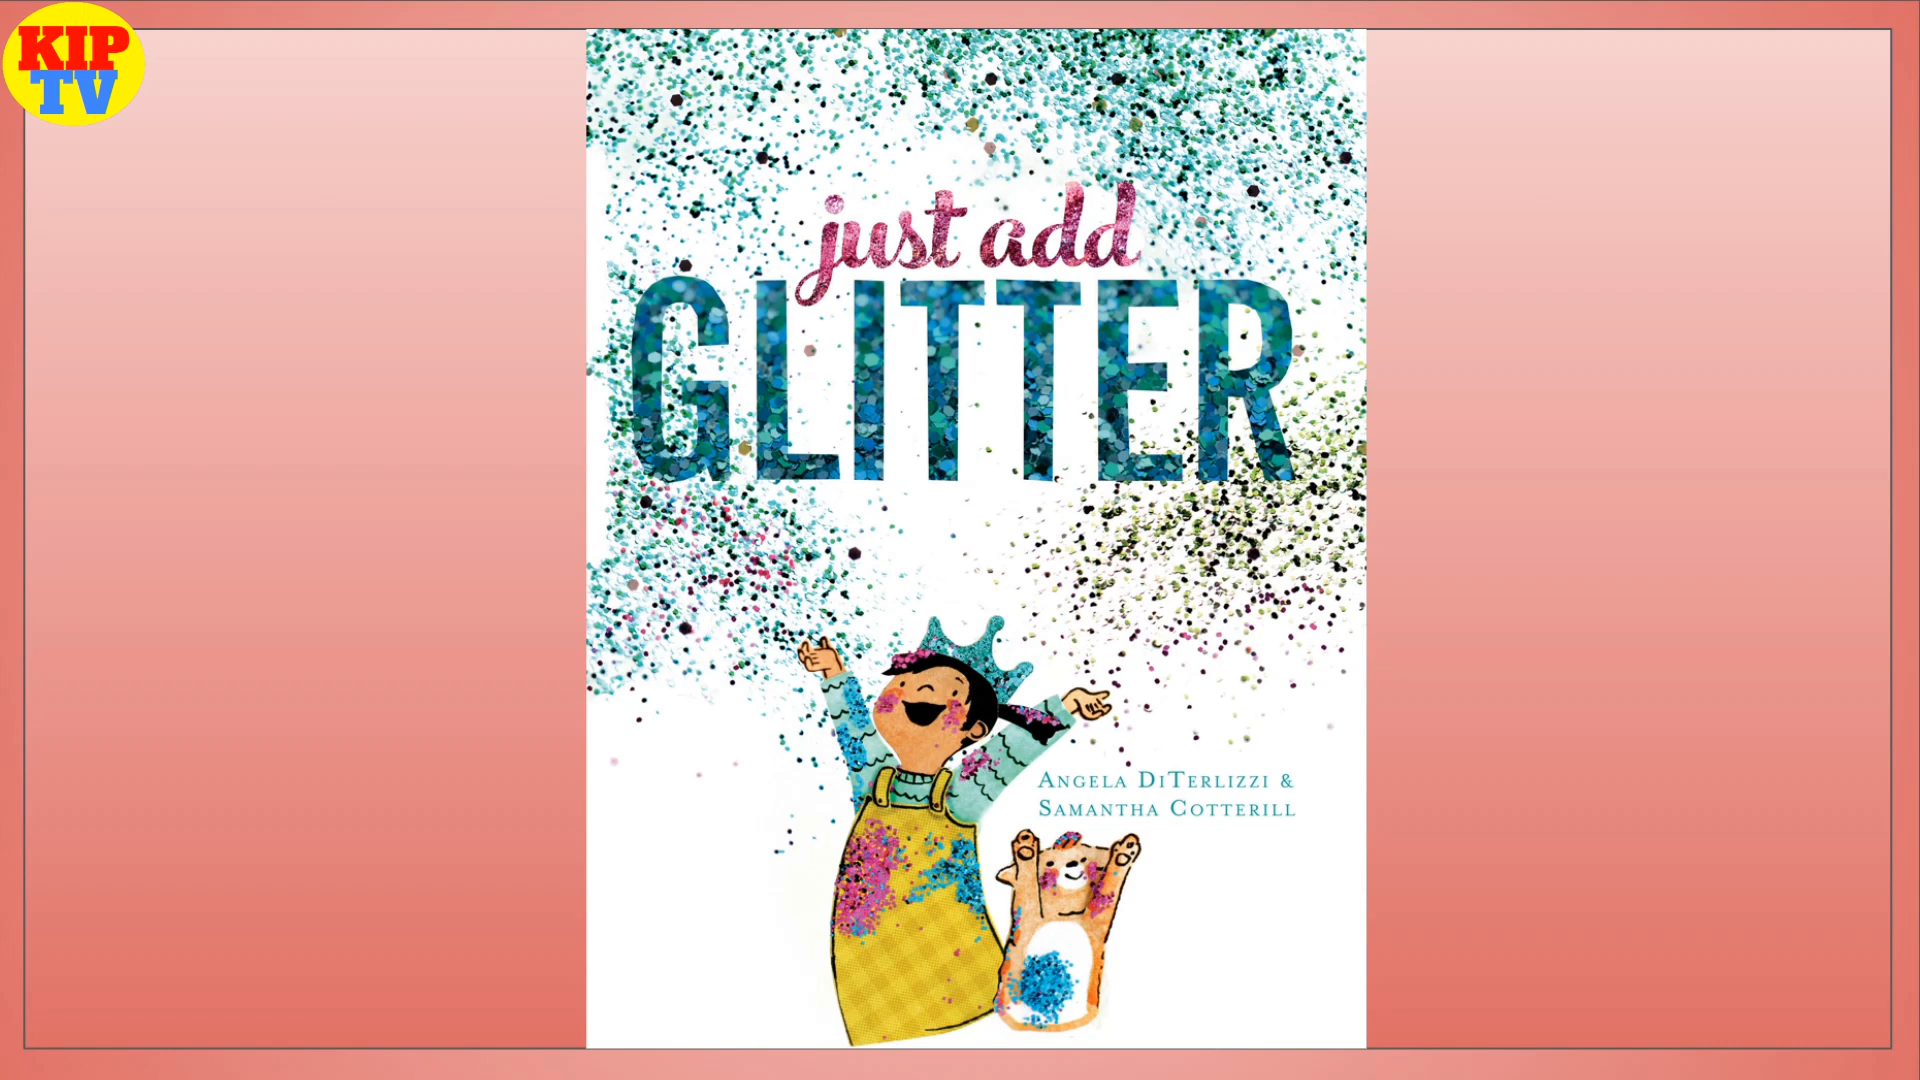 KIP
TV
just add
GLITTER
ANGELA DITERLIZZI &
SAMANTHA COTTERILL